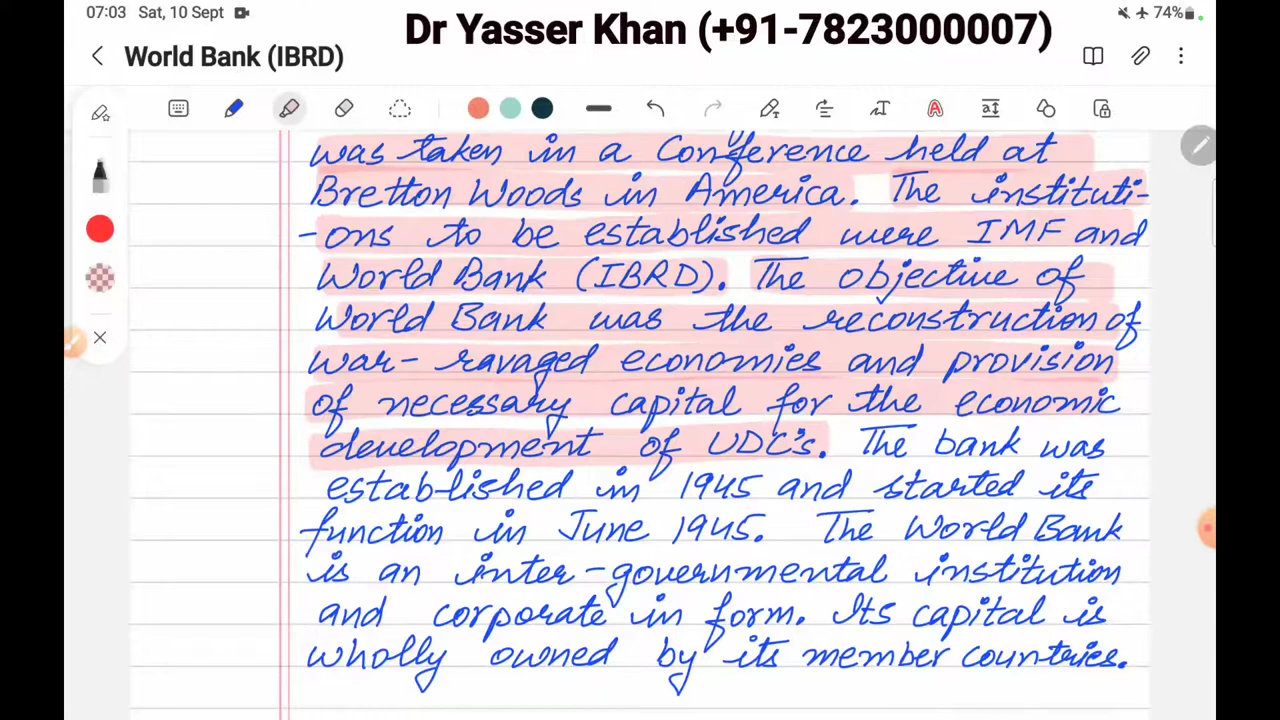 07:03 Sat, 10 Sept
Dr Yasser Khan (+91-7823000007)
74%
World Bank (IBRD)
was taken in a Conference held at
Bretton Woods in America. The instituti-
-ons to be established were IMF and
World Bank (IBRD). The objective of
World Bank was the reconstruction of
war-ravaged economies and provision
of necessary capital for the economic
development of UDC's. The bank was
established in 1945 and started its
function in June 1945. The World Bank
is an inter-governmental institution
and corporate in form. Its capital is
wholly owned by its member countries.